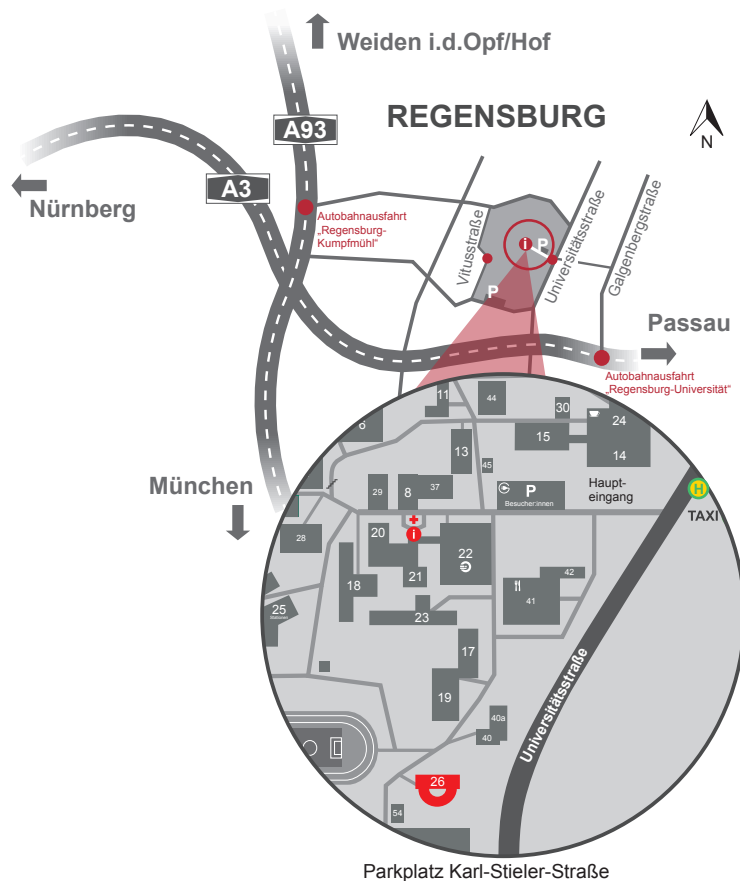 Weiden i.d.Opf/Hof
A93
REGENSBURG
N
A3
Nürnberg
Autobahnausfahrt
„Regensburg-
Kumpfmühl"
Vitusstraße
i
P
P
Universitätsstraße
Galgenbergstraße
Passau
Autobahnausfahrt
„Regensburg-Universität"
München
6
11
44
30
24
15
14
13
45
29
8
37
P
Besucher:innen
Haupt-
eingang
H
TAXI
28
20
i
22
21
18
42
41
25
23
17
19
40a
40
Universitätsstraße
26
54
Parkplatz Karl-Stieler-Straße